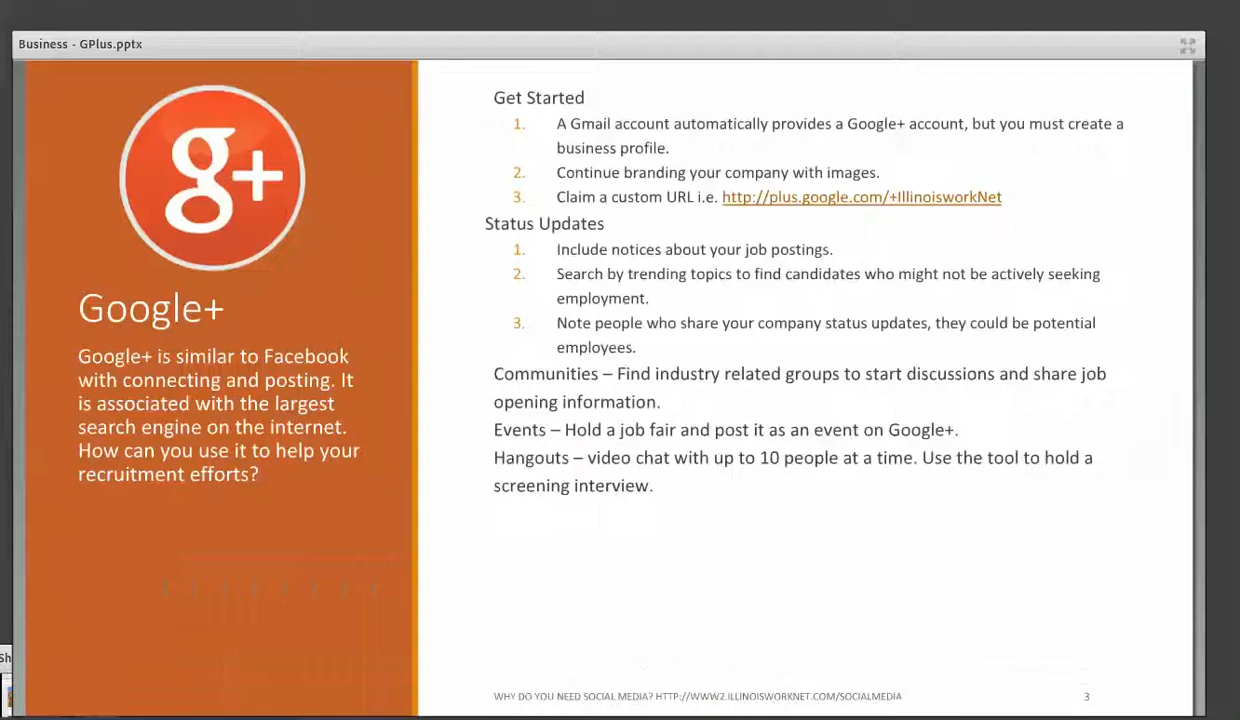 Business - GPlus.pptx
g+
Google+
Google+ is similar to Facebook
with connecting and posting. It
is associated with the largest
search engine on the internet.
How can you use it to help your
recruitment efforts?
Get Started
1. A Gmail account automatically provides a Google+ account, but you must create a
business profile.
2. Continue branding your company with images.
3. Claim a custom URL i.e. http://plus.google.com/+IllinoisworkNet
Status Updates
1. Include notices about your job postings.
2. Search by trending topics to find candidates who might not be actively seeking
employment.
3. Note people who share your company status updates, they could be potential
employees.
Communities – Find industry related groups to start discussions and share job
opening information.
Events – Hold a job fair and post it as an event on Google+.
Hangouts – video chat with up to 10 people at a time. Use the tool to hold a
screening interview.
Sh
WHY DO YOU NEED SOCIAL MEDIA? HTTP://WWW2.ILLINOISWORKNET.COM/SOCIALMEDIA 3